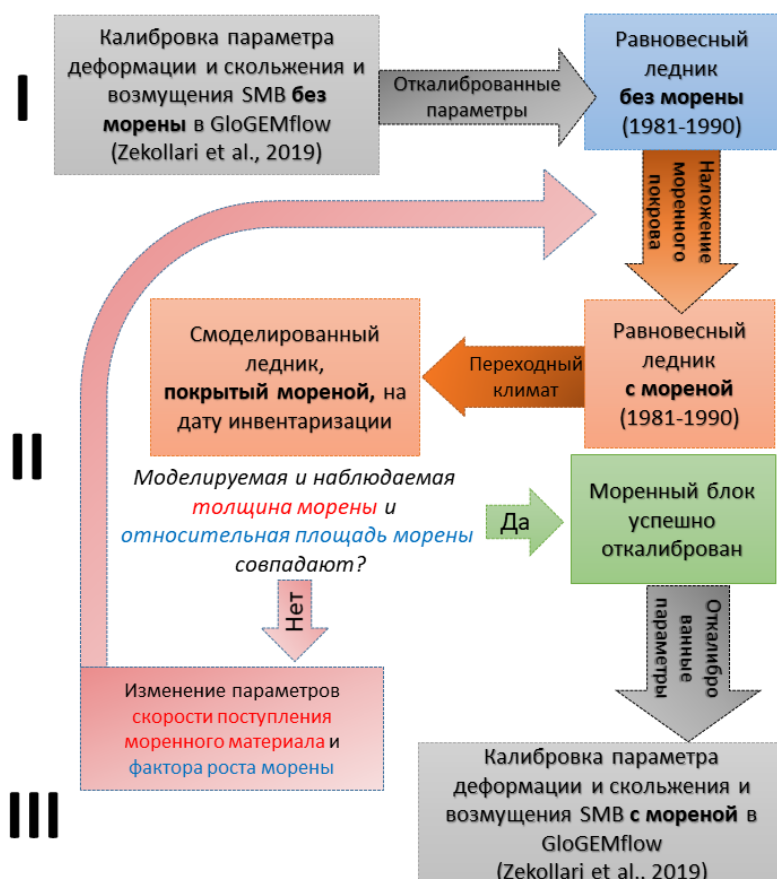 I
Калибровка параметра
деформации и скольжения и
возмущения SMB без
морены в GloGEMflow
(Zekollari et al., 2019)
Откалиброванные
параметры
Равновесный
ледник
без морены
(1981-1990)
Наложение
моренного
покрова
Равновесный
ледник
с мореной
(1981-1990)
Переходный
климат
Смоделированный
ледник,
покрытый мореной, на
дату инвентаризации
II
Моделируемая и наблюдаемая
толщина морены и
относительная площадь морены
совпадают?
Да
Моренный блок
успешно
откалиброван
Нет
Изменение параметров
скорости поступления
моренного материала и
фактора роста морены
Откалибро
ванные
параметры
III
Калибровка параметра
деформации и скольжения и
возмущения SMB с мореной в
GloGEMflow
(Zekollari et al., 2019)